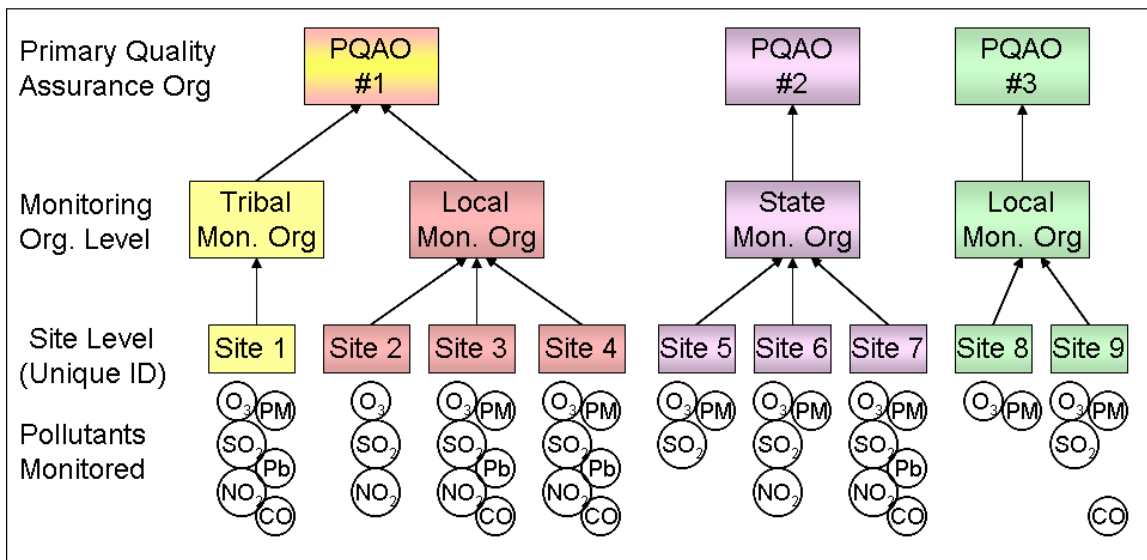 Primary Quality
Assurance Org
PQAO
#1
PQAO
#2
PQAO
#3
Monitoring
Org. Level
Tribal
Mon. Org
Local
Mon. Org
State
Mon. Org
Local
Mon. Org
Site Level
(Unique ID)
Site 1
Site 2
Site 3
Site 4
Site 5
Site 6
Site 7
Site 8
Site 9
Pollutants
Monitored
O₃ PM
SO₂
Pb
NO₂
CO
O₃
SO₂
NO₂
O₃ PM
SO₂
Pb
NO₂
CO
O₃ PM
SO₂
Pb
NO₂
CO
O₃ PM
SO₂
O₃ PM
SO₂
NO₂
O₃ PM
SO₂
Pb
NO₂
CO
O₃ PM
O₃ PM
SO₂
CO